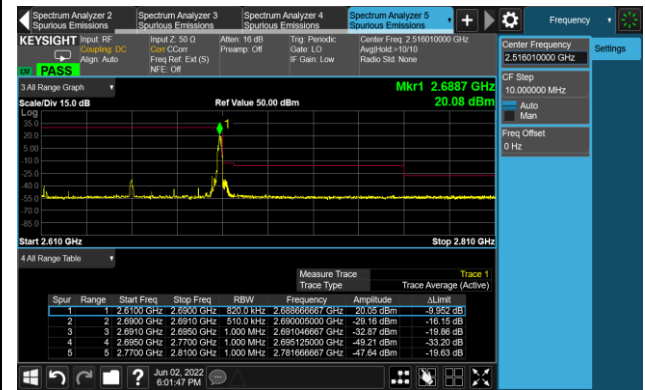 Spectrum Analyzer 2
Spurious Emissions
Spectrum Analyzer 3
Spurious Emissions
Spectrum Analyzer 4
Spurious Emissions
Spectrum Analyzer 5
Spurious Emissions
Frequency
KEYSIGHT
Input: RF
Coupling: DC
Align: Auto
Input Z: 50 Ω
Corr CCorr
Freq Ref: Ext (S)
NFE: Off
Atten: 16 dB
Preamp: Off
Trig: Periodic
Gate: LO
IF Gain: Low
Center Freq: 2.516010000 GHz
Avg|Hold:>10/10
Radio Std: None
PASS
Center Frequency
2.516010000 GHz
Settings
CF Step
10.000000 MHz
Auto
Man
Freq Offset
0 Hz
3 All Range Graph
Mkr1 2.6887 GHz
Scale/Div 15.0 dB
Ref Value 50.00 dBm
20.08 dBm
Log
35.0
20.0
5.00
-10.0
-25.0
-40.0
-55.0
-70.0
-85.0
1
Start 2.610 GHz
Stop 2.810 GHz
4 All Range Table
Measure Trace Trace 1
Trace Type Trace Average (Active)
Spur Range Start Freq Stop Freq RBW Frequency Amplitude ΔLimit
1 1 2.6100 GHz 2.6900 GHz 820.0 kHz 2.688666667 GHz 20.05 dBm -9.952 dB
2 2 2.6900 GHz 2.6910 GHz 510.0 kHz 2.690005000 GHz -29.16 dBm -16.15 dB
3 3 2.6910 GHz 2.6950 GHz 1.000 MHz 2.691046667 GHz -32.87 dBm -19.86 dB
4 4 2.6950 GHz 2.7700 GHz 1.000 MHz 2.695125000 GHz -49.21 dBm -33.20 dB
5 5 2.7700 GHz 2.8100 GHz 1.000 MHz 2.781666667 GHz -47.64 dBm -19.63 dB
Jun 02, 2022
6:01:47 PM